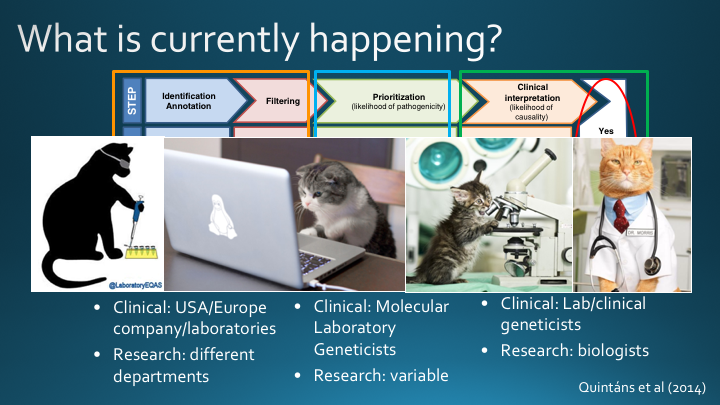 What is currently happening?
STEP
Identification
Annotation
Filtering
Prioritization
(likelihood of pathogenicity)
Clinical
interpretation
(likelihood of
causality)
Yes
@LaboratoryEQAS
DR. MORRIS
• Clinical: USA/Europe
company/laboratories
• Research: different
departments
• Clinical: Molecular
Laboratory
Geneticists
• Research: variable
• Clinical: Lab/clinical
geneticists
• Research: biologists
Quintáns et al (2014)